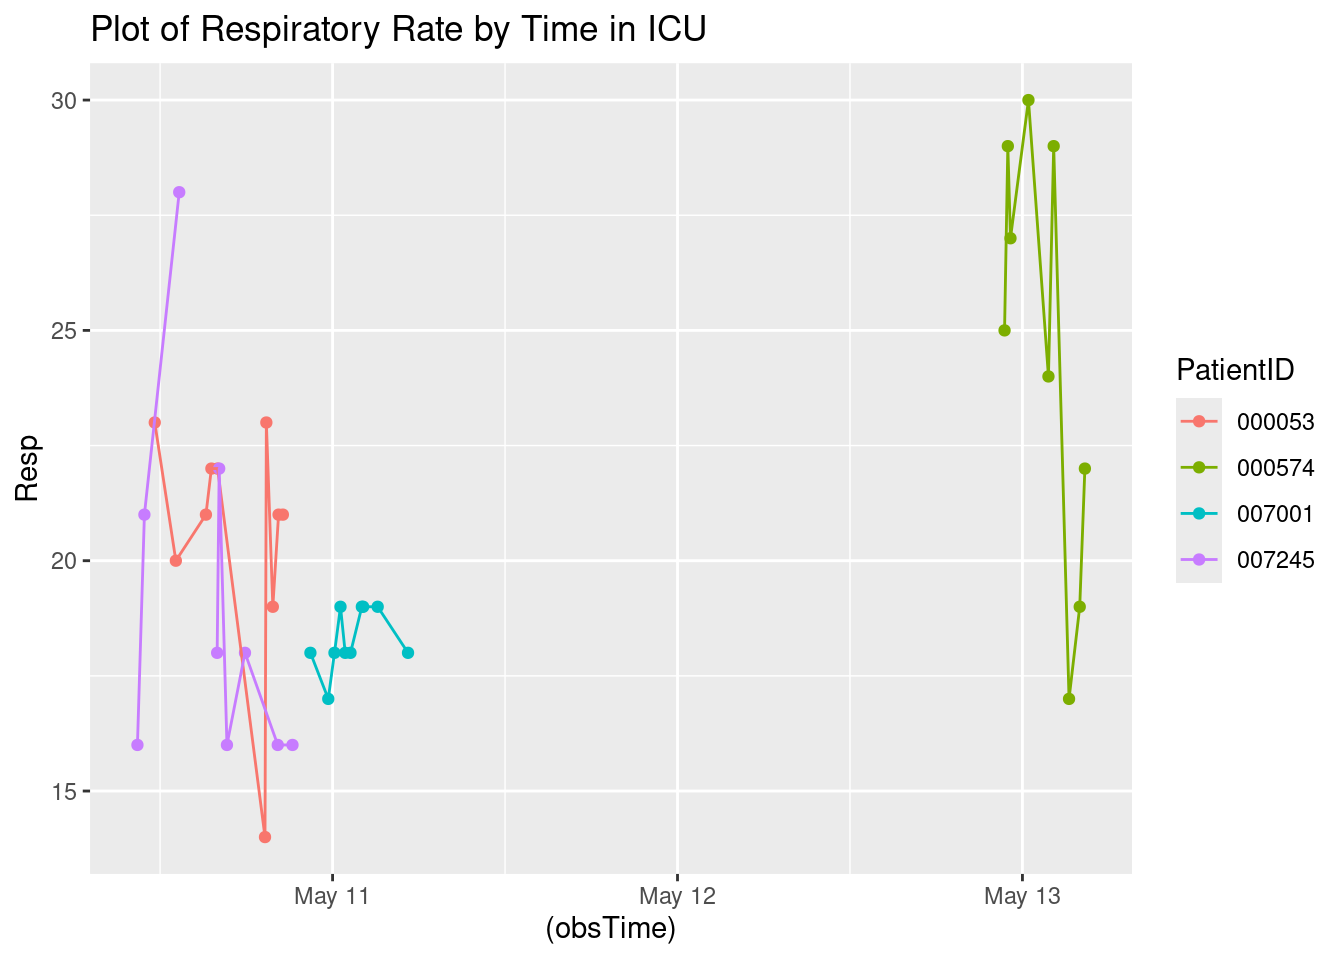 Plot of Respiratory Rate by Time in ICU
Resp
30
25
20
15
May 11
May 12
May 13
(obsTime)
PatientID
000053
000574
007001
007245